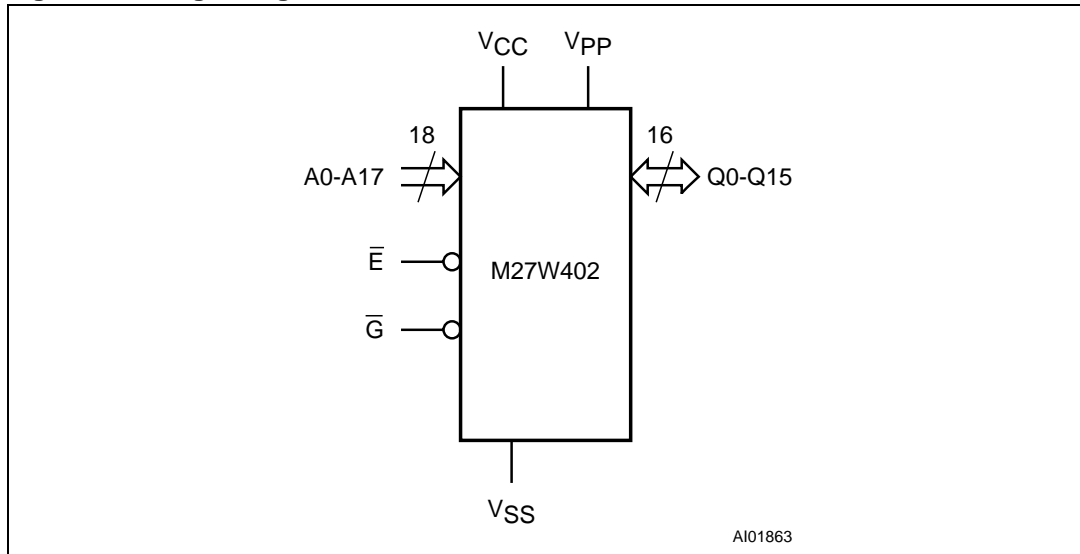 VCC VPP
18 16
A0-A17 Q0-Q15
E̅
M27W402
G̅
VSS
AI01863